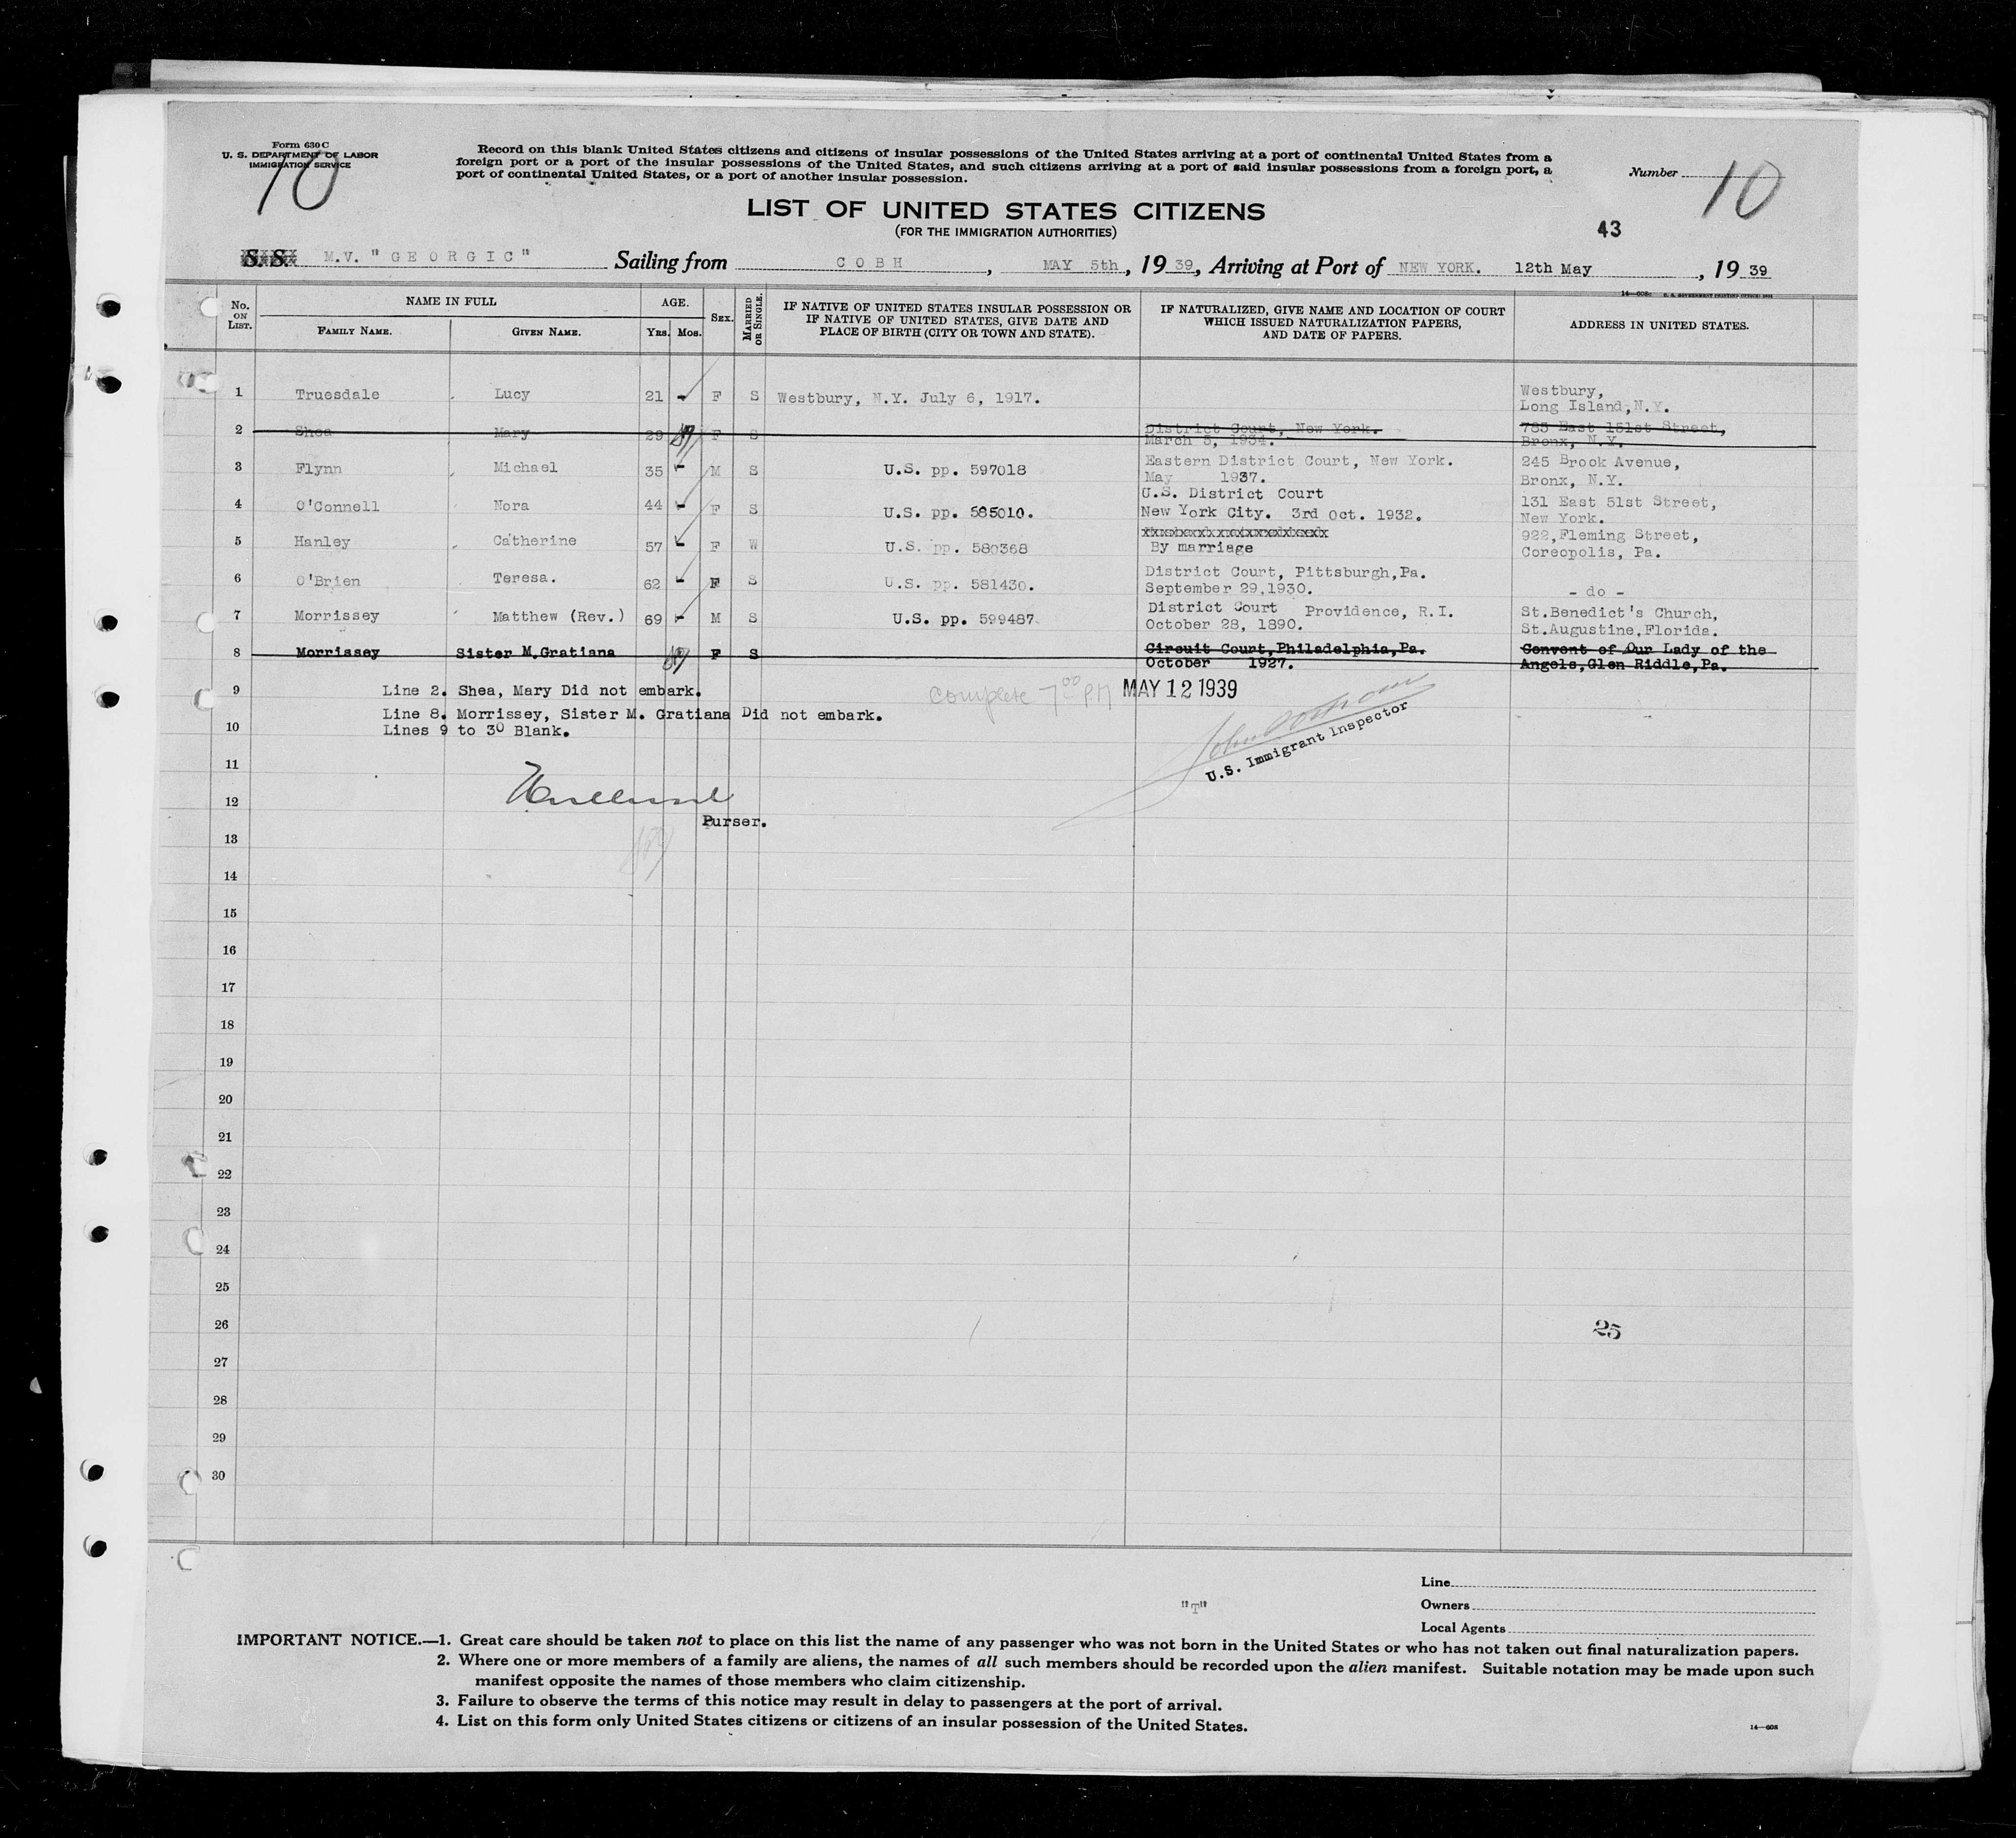 Form 630 C
U. S. DEPARTMENT OF LABOR
IMMIGRATION SERVICE
10
Record on this blank United States citizens and citizens of insular possessions of the United States arriving at a port of continental United States from a
foreign port or a port of the insular possessions of the United States, and such citizens arriving at a port of said insular possessions from a foreign port, a
port of continental United States, or a port of another insular possession.
Number 10
LIST OF UNITED STATES CITIZENS
(FOR THE IMMIGRATION AUTHORITIES)
43
S.S. M.V. "GEORGIC" Sailing from COBH, MAY 5th, 1939, Arriving at Port of NEW YORK. 12th May, 1939
No. ON LIST. NAME IN FULL FAMILY NAME. GIVEN NAME. AGE. YRS. MOS. SEX. MARRIED OR SINGLE. IF NATIVE OF UNITED STATES INSULAR POSSESSION OR IF NATIVE OF UNITED STATES, GIVE DATE AND PLACE OF BIRTH (CITY OR TOWN AND STATE). IF NATURALIZED, GIVE NAME AND LOCATION OF COURT WHICH ISSUED NATURALIZATION PAPERS, AND DATE OF PAPERS. ADDRESS IN UNITED STATES.
1 Truesdale Lucy 21 - F S Westbury, N.Y. July 6, 1917. Westbury,
Long Island, N.Y.
2 Shea Mary 29 F S District Court, New York. 785 East 151st Street,
March 5, 1934. Bronx, N.Y.
3 Flynn Michael 35 - M S U.S. pp. 597018 Eastern District Court, New York. 245 Brook Avenue,
May 1937. Bronx, N.Y.
4 O'Connell Nora 44 - F S U.S. pp. 585010. U.S. District Court 131 East 51st Street,
New York City. 3rd Oct. 1932. New York.
5 Hanley Catherine 57 - F W U.S. pp. 580368 By marriage 922, Fleming Street,
Coreopolis, Pa.
6 O'Brien Teresa. 62 - F S U.S. pp. 581430. District Court, Pittsburgh, Pa. - do -
September 29, 1930.
7 Morrissey Matthew (Rev.) 69 - M S U.S. pp. 599487. District Court Providence, R.I. St. Benedict's Church,
October 28, 1890. St. Augustine, Florida.
8 Morrissey Sister M. Gratiana F S Circuit Court, Philadelphia, Pa. Convent of Our Lady of the
October 1927. Angels, Glen Riddle, Pa.
9 Line 2. Shea, Mary Did not embark. Complete 7 00 PM MAY 12 1939
Line 8. Morrissey, Sister M. Gratiana Did not embark.
10 Lines 9 to 30 Blank.
U.S. Immigrant Inspector
11
12
Purser.
13
14
15
16
17
18
19
20
21
22
23
24
25
26
25
27
28
29
30
Line
"T"
Owners
Local Agents
IMPORTANT NOTICE.—1. Great care should be taken not to place on this list the name of any passenger who was not born in the United States or who has not taken out final naturalization papers.
2. Where one or more members of a family are aliens, the names of all such members should be recorded upon the alien manifest. Suitable notation may be made upon such
manifest opposite the names of those members who claim citizenship.
3. Failure to observe the terms of this notice may result in delay to passengers at the port of arrival.
4. List on this form only United States citizens or citizens of an insular possession of the United States.
14—608